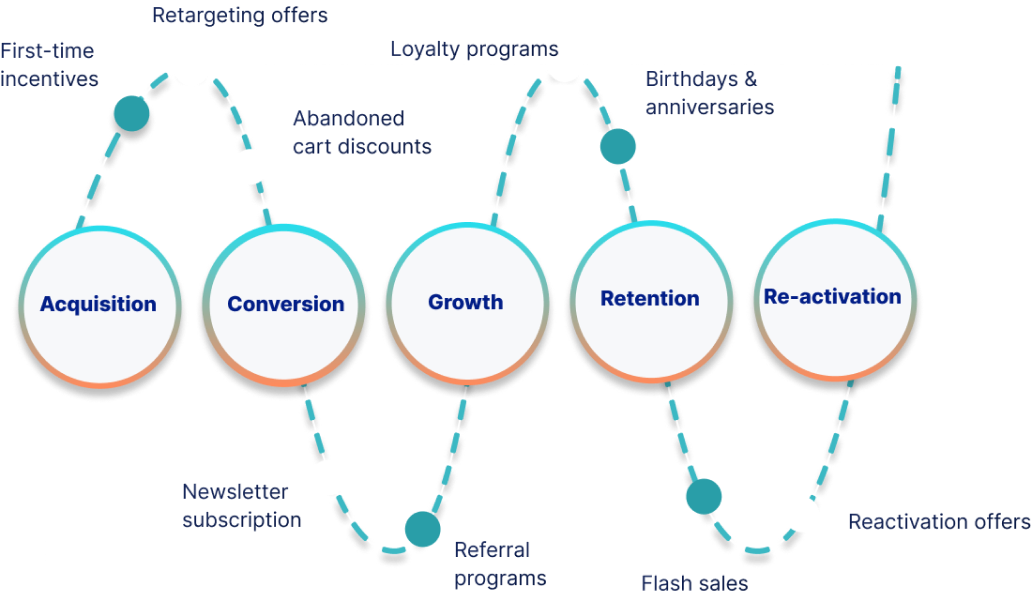 Retargeting offers
First-time
incentives
Loyalty programs
Birthdays &
anniversaries
Abandoned
cart discounts
Acquisition
Conversion
Growth
Retention
Re-activation
Newsletter
subscription
Referral
programs
Reactivation offers
Flash sales